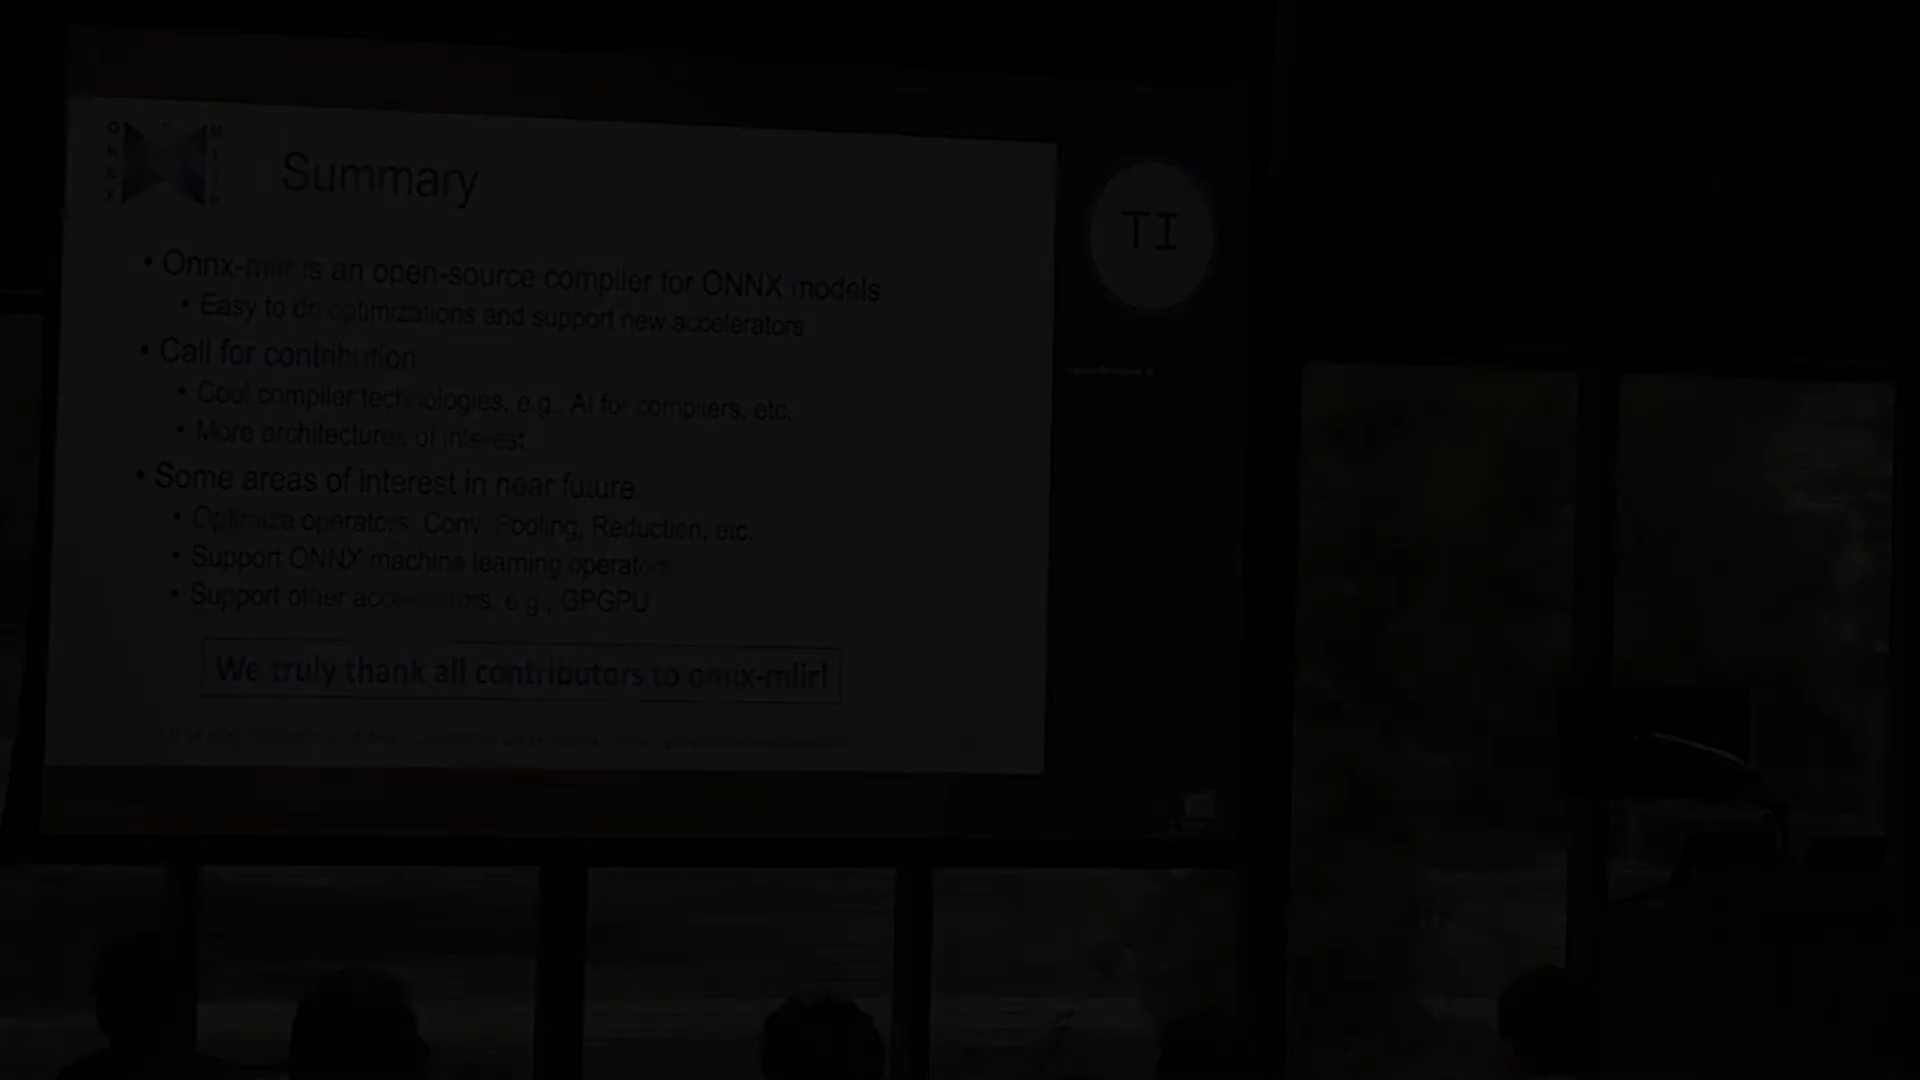 ONNX
MLIR
Summary
TI
• Onnx-mlir is an open-source compiler for ONNX models
• Easy to do optimizations and support new accelerators
• Call for contribution
• Cool compiler technologies, e.g., AI for compilers, etc.
• More architectures of interest
• Some areas of interest in near future
• Optimize operators: Conv, Pooling, Reduction, etc.
• Support ONNX machine learning operators
• Support other accelerators, e.g., GPGPU
We truly thank all contributors to onnx-mlir!